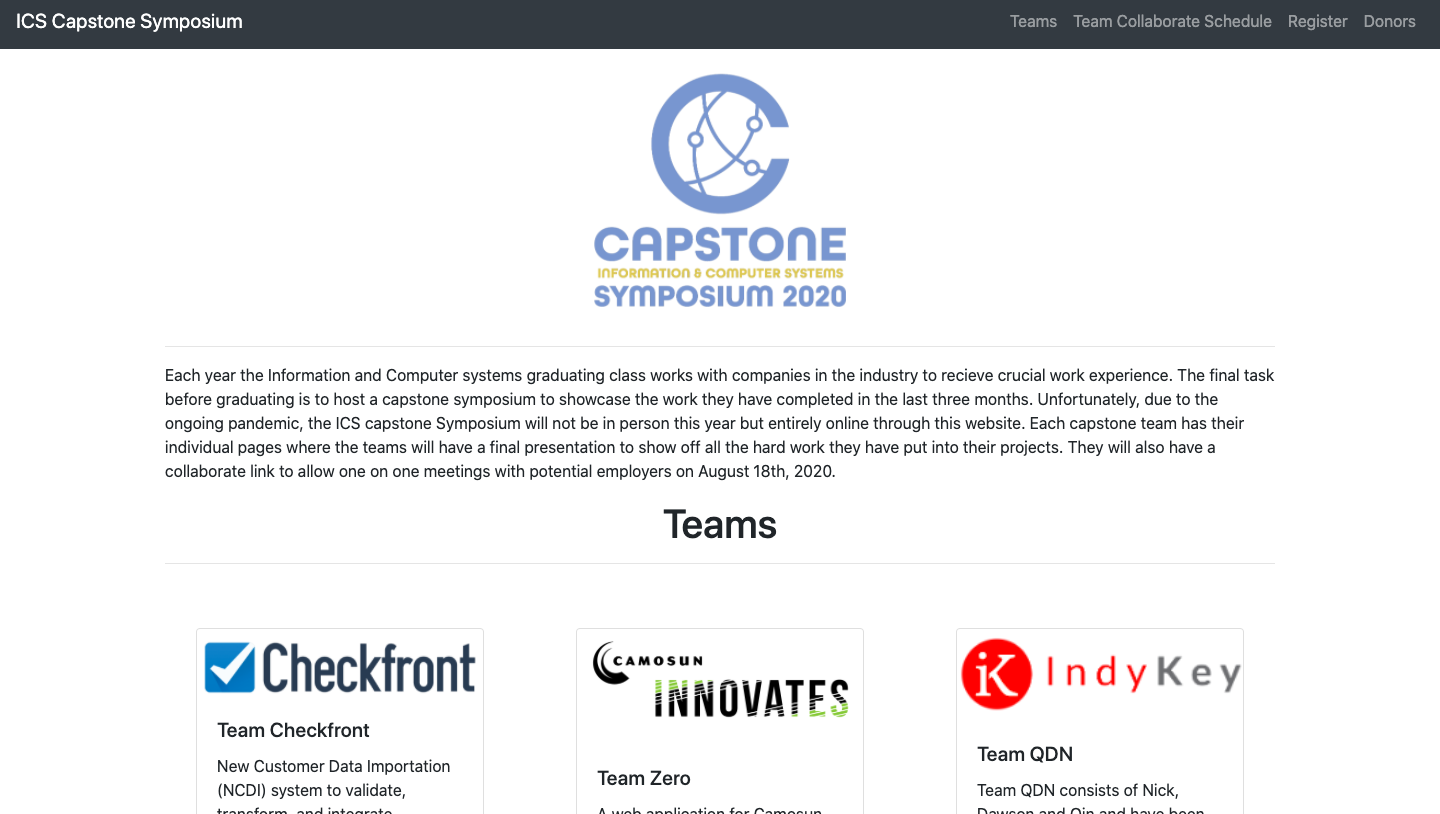 ICS Capstone Symposium
Teams Team Collaborate Schedule Register Donors
CAPSTONE
INFORMATION & COMPUTER SYSTEMS
SYMPOSIUM 2020
Each year the Information and Computer systems graduating class works with companies in the industry to recieve crucial work experience. The final task
before graduating is to host a capstone symposium to showcase the work they have completed in the last three months. Unfortunately, due to the
ongoing pandemic, the ICS capstone Symposium will not be in person this year but entirely online through this website. Each capstone team has their
individual pages where the teams will have a final presentation to show off all the hard work they have put into their projects. They will also have a
collaborate link to allow one on one meetings with potential employers on August 18th, 2020.
Teams
Checkfront
Team Checkfront
New Customer Data Importation
(NCDI) system to validate,
transform, and integrate
CAMOSUN
INNOVATES
Team Zero
A web application for Camosun
iK IndyKey
Team QDN
Team QDN consists of Nick,
Dawson and Qin and have been